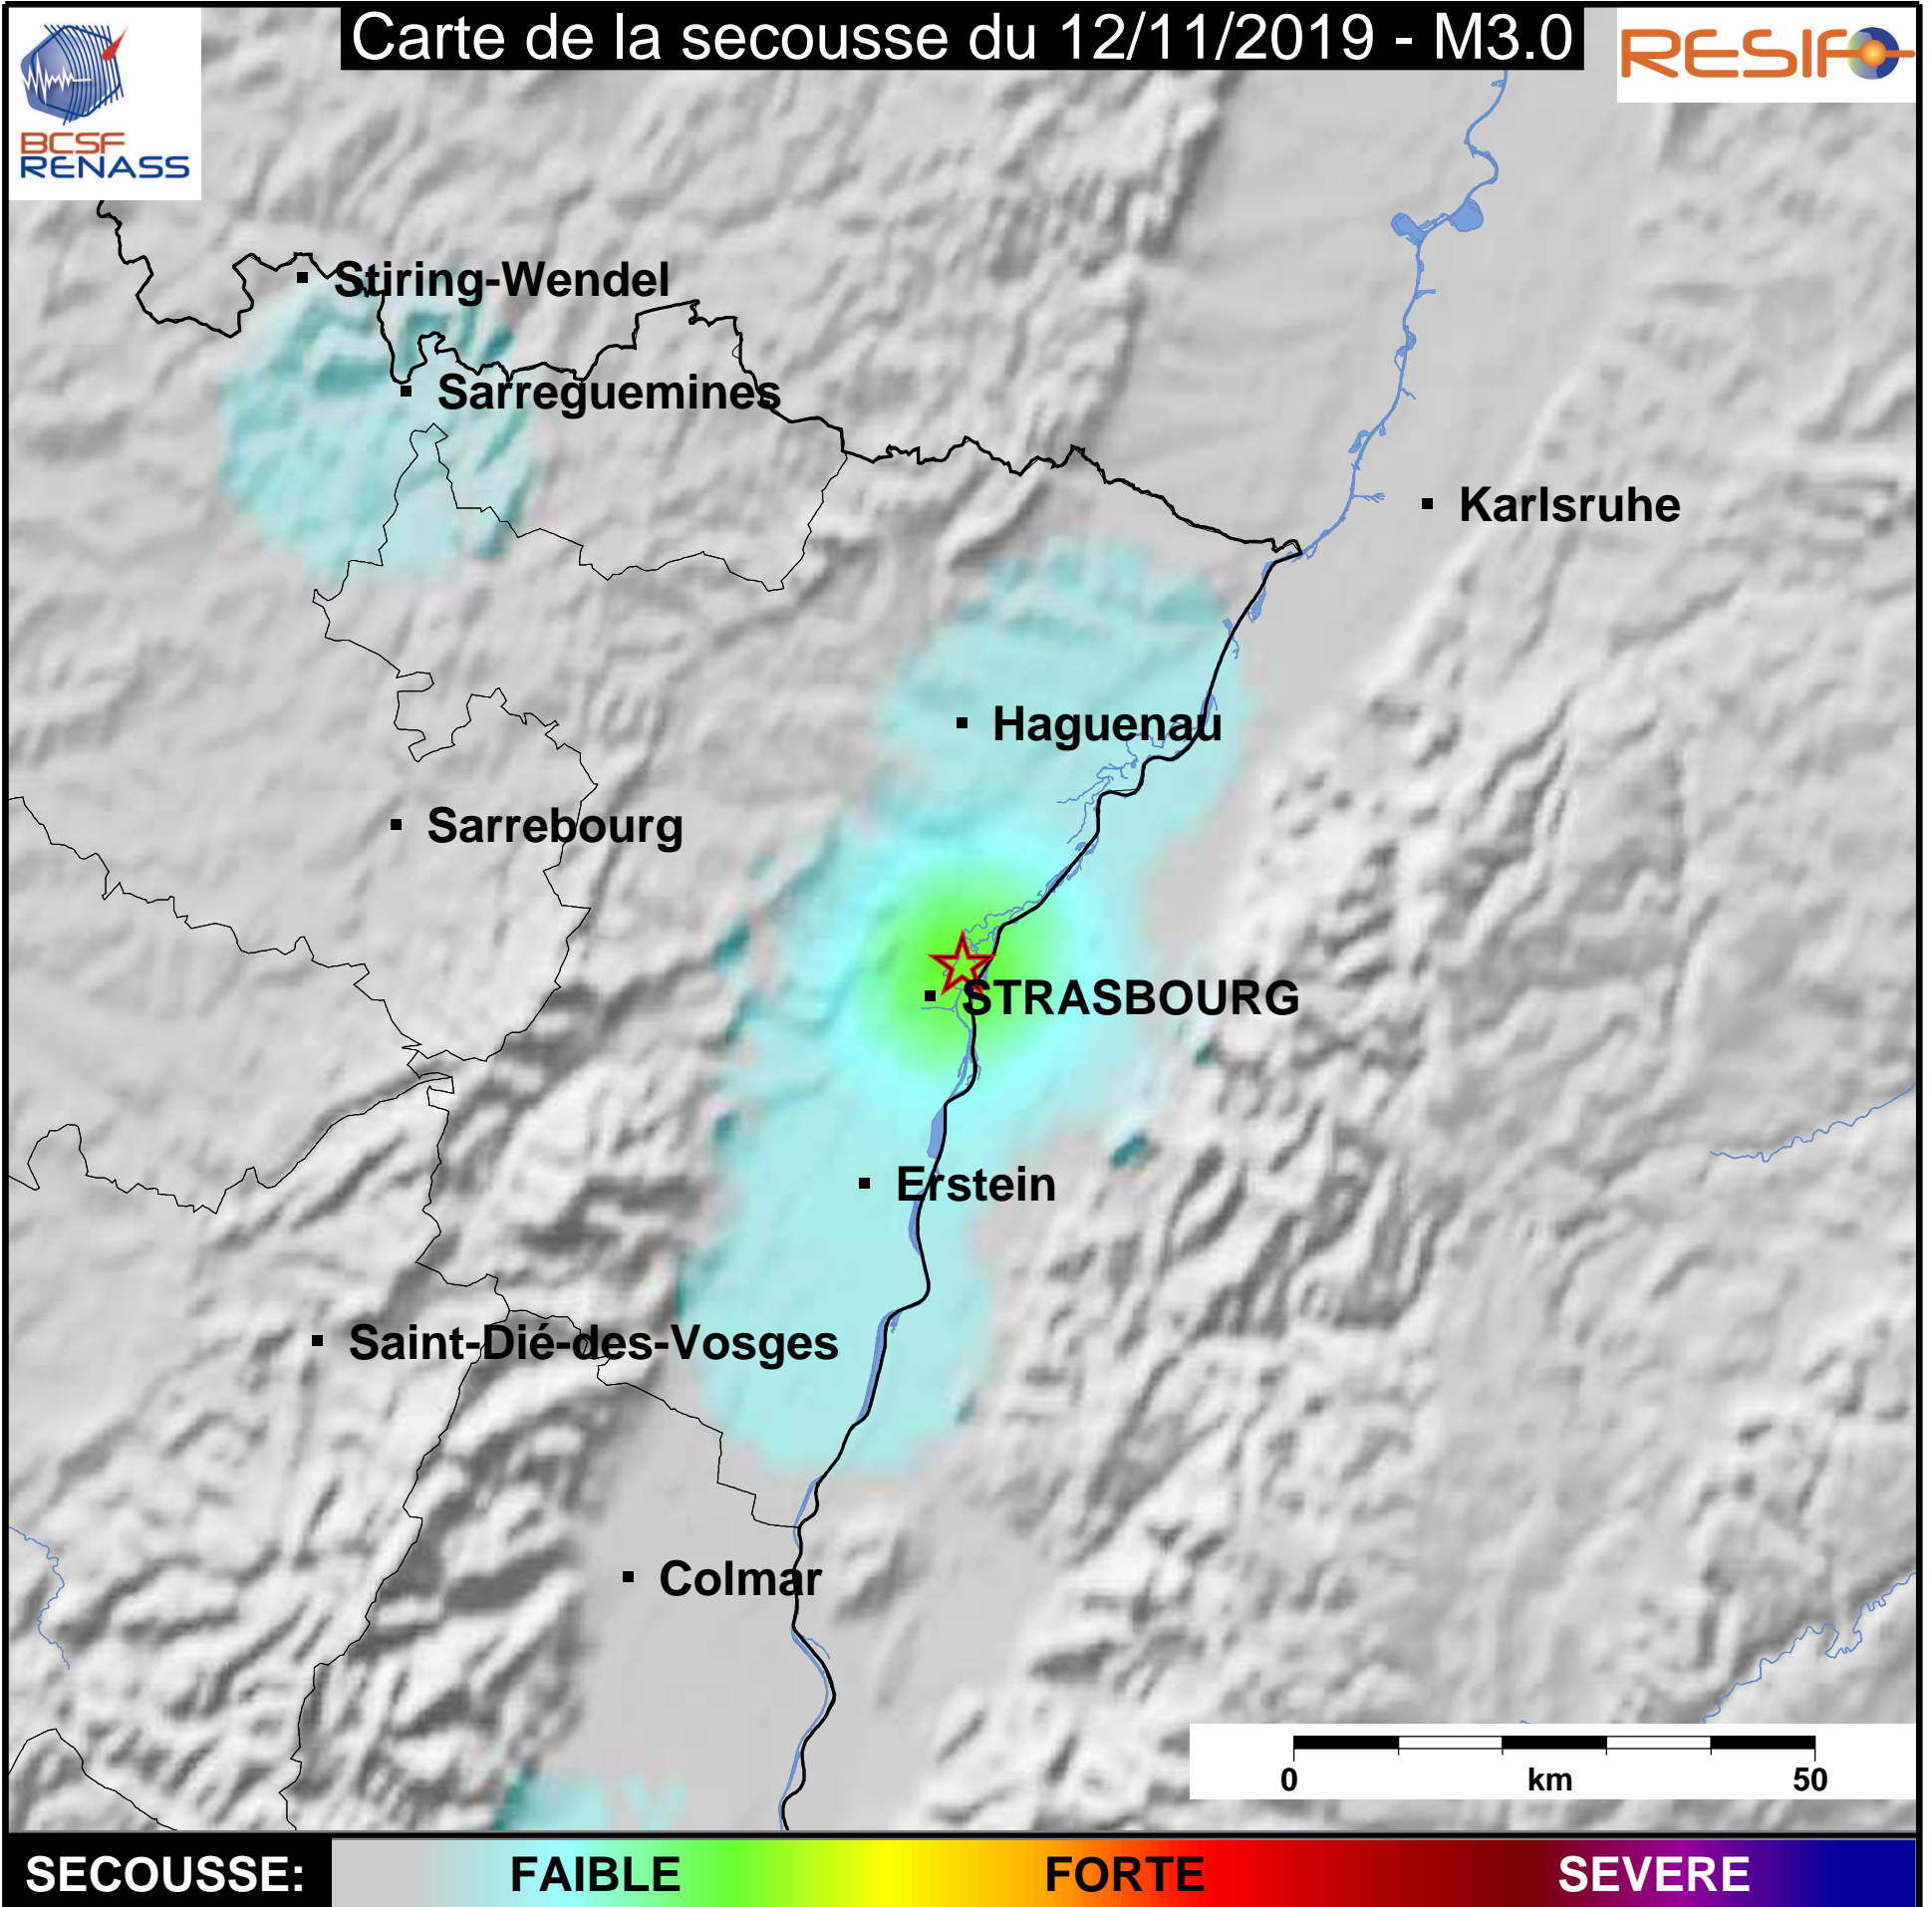 Carte de la secousse du 12/11/2019 - M3.0
BCSF
RENASS
RESIF
Stiring-Wendel
Sarreguemines
Karlsruhe
Haguenau
Sarrebourg
STRASBOURG
Erstein
Saint-Dié-des-Vosges
Colmar
0 km 50
SECOUSSE: FAIBLE FORTE SEVERE